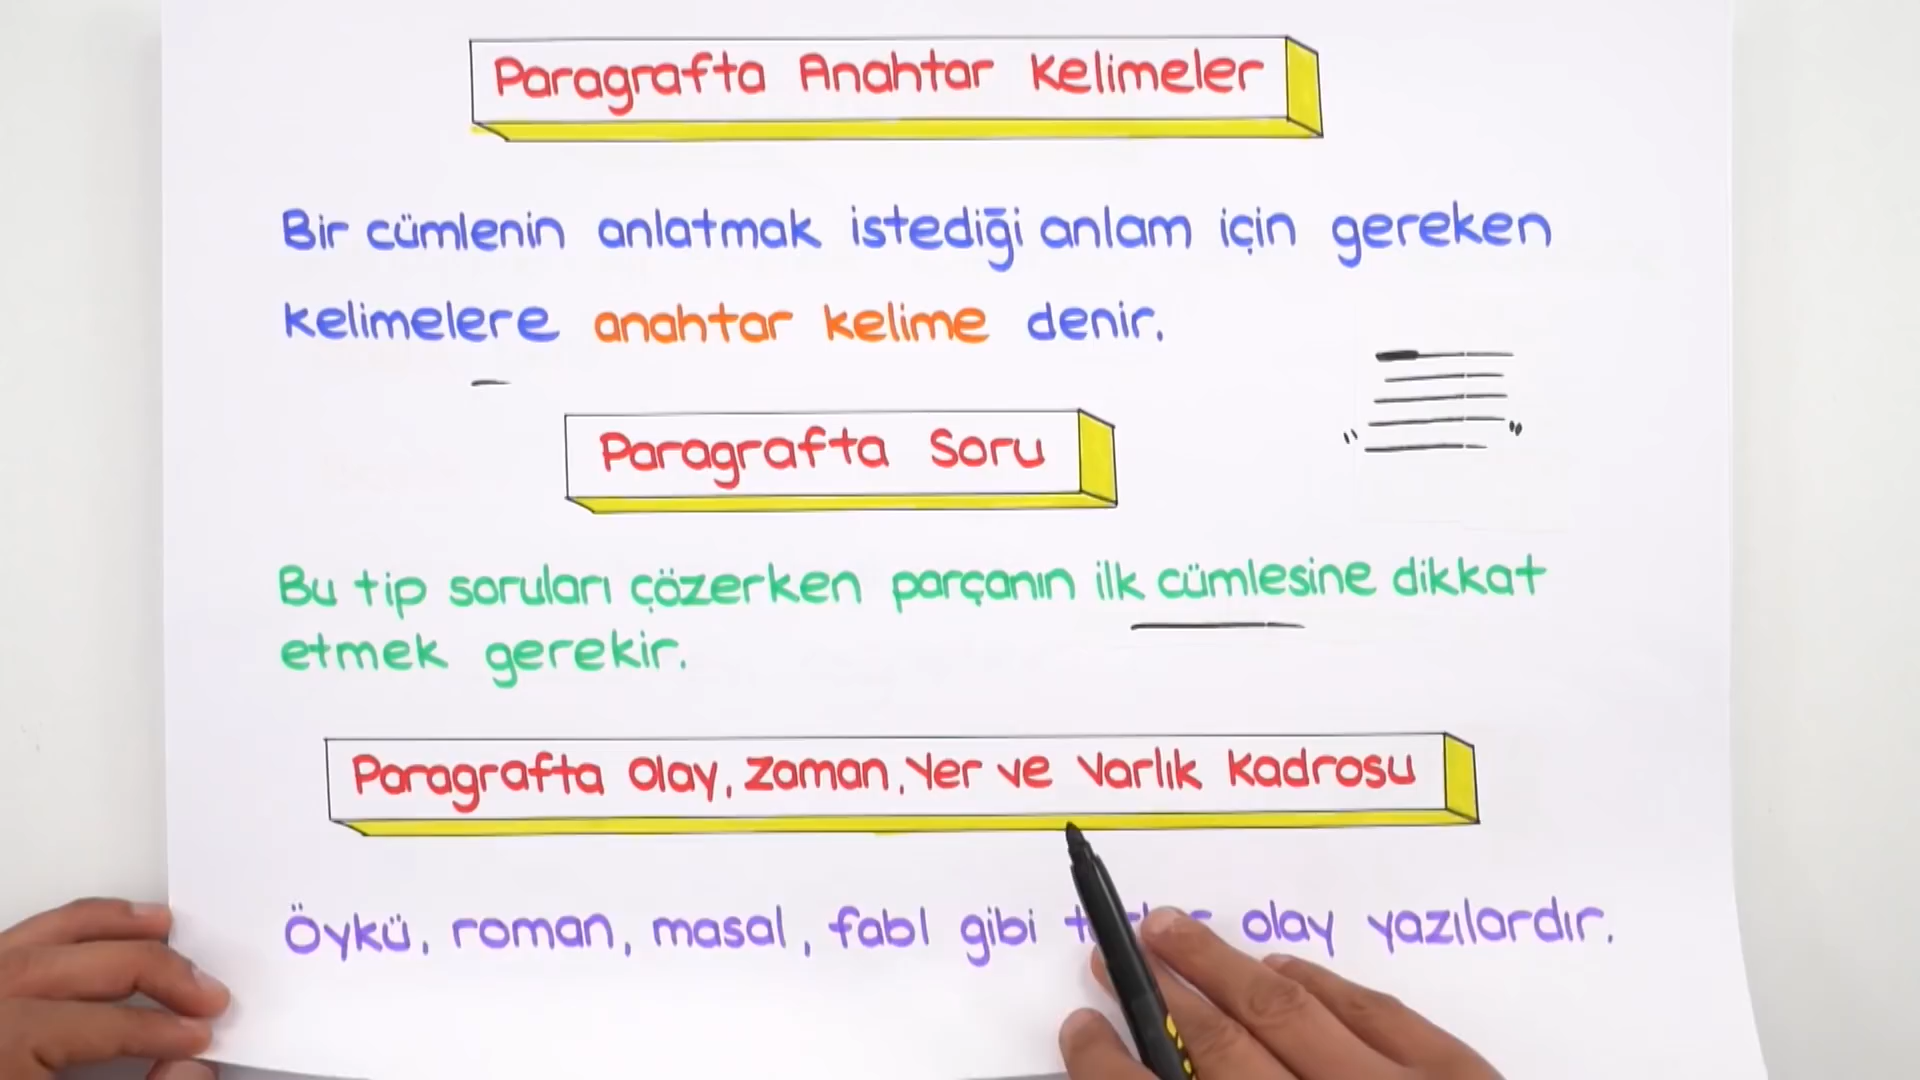 Paragrafta Anahtar Kelimeler
Bir cümlenin anlatmak istediği anlam için gereken
kelimelere anahtar kelime denir.
Paragrafta Soru
Bu tip soruları çözerken parçanın ilk cümlesine dikkat
etmek gerekir.
Paragrafta Olay, Zaman, Yer ve Varlık Kadrosu
Öykü, roman, masal, fabl gibi olay yazılardır.